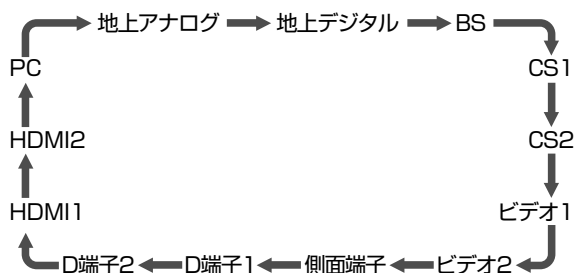 地上アナログ 地上デジタル BS
PC CS1
HDMI2 CS2
HDMI1 ビデオ1
D端子2 D端子1 側面端子 ビデオ2